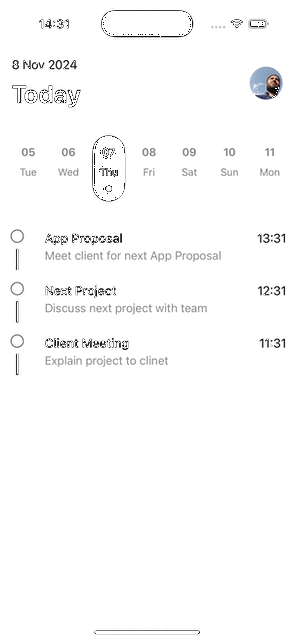 14:31
8 Nov 2024
Today
05 06 07 08 09 10 11
Tue Wed Thu Fri Sat Sun Mon
App Proposal 13:31
Meet client for next App Proposal
Next Project 12:31
Discuss next project with team
Client Meeting 11:31
Explain project to clinet